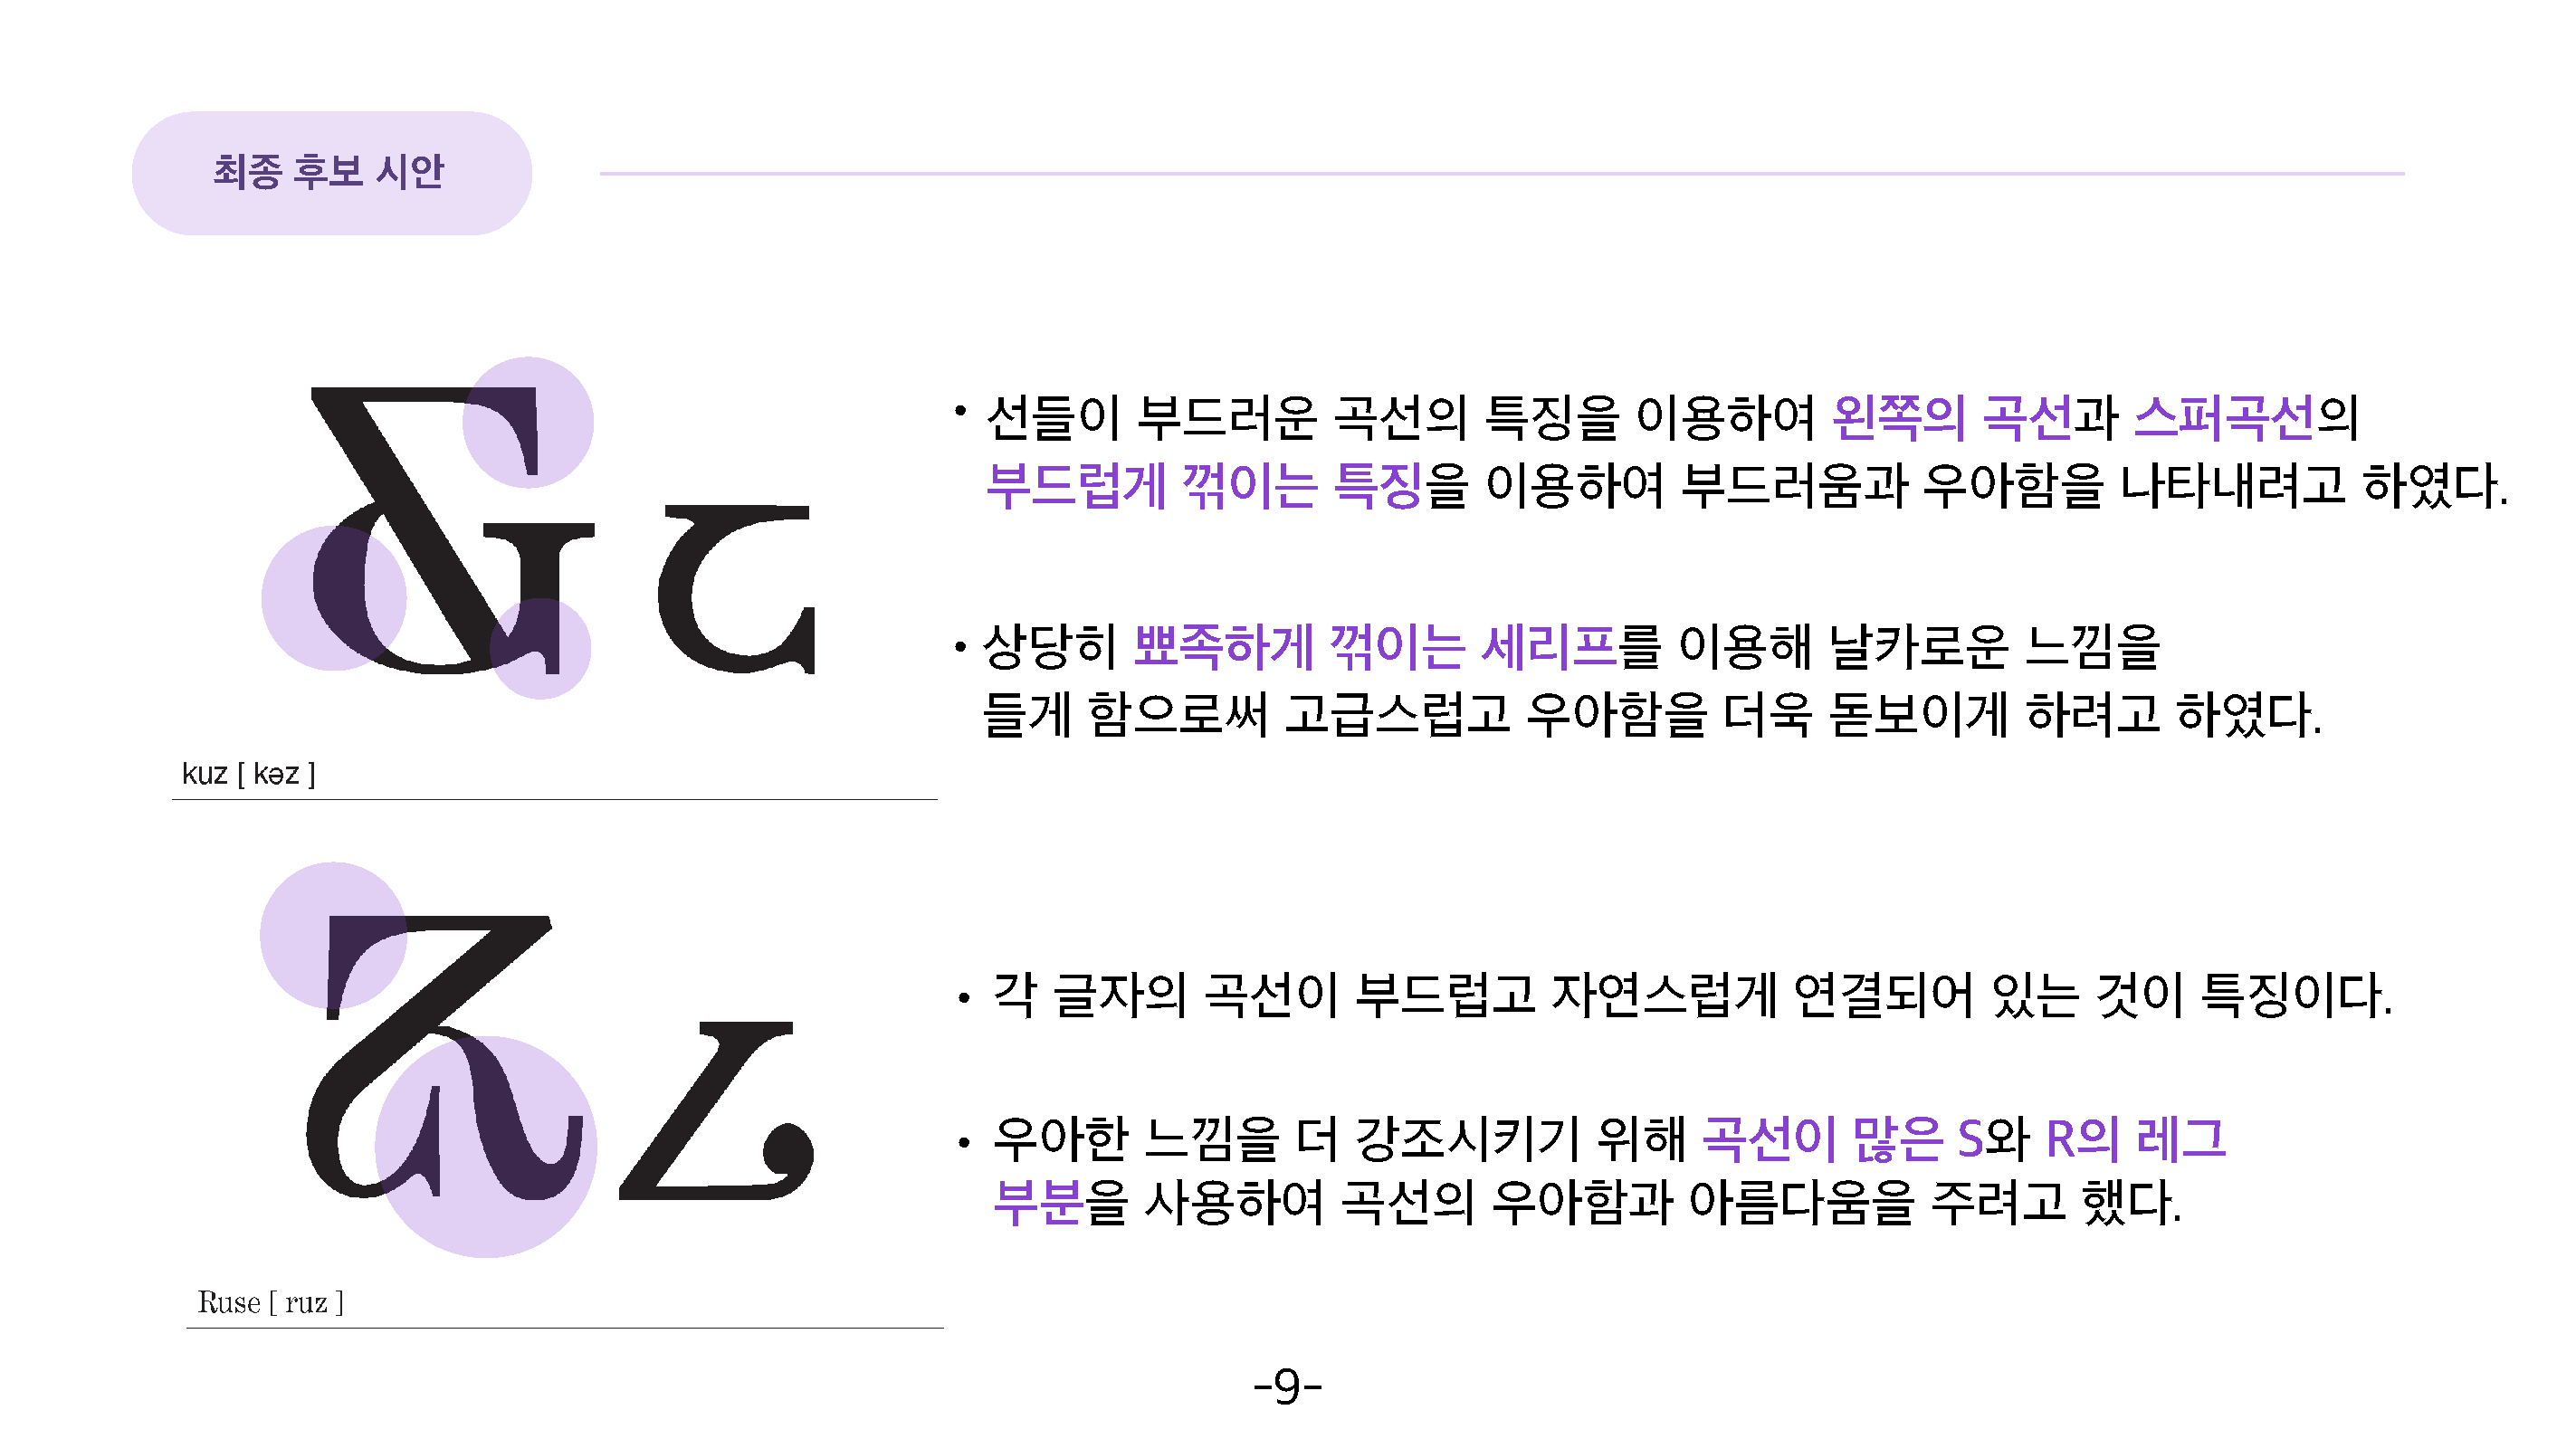 최종 후보 시안
• 선들이 부드러운 곡선의 특징을 이용하여 왼쪽의 곡선과 스퍼곡선의
부드럽게 꺾이는 특징을 이용하여 부드러움과 우아함을 나타내려고 하였다.
• 상당히 뾰족하게 꺾이는 세리프를 이용해 날카로운 느낌을
들게 함으로써 고급스럽고 우아함을 더욱 돋보이게 하려고 하였다.
kuz [ kəz ]
• 각 글자의 곡선이 부드럽고 자연스럽게 연결되어 있는 것이 특징이다.
• 우아한 느낌을 더 강조시키기 위해 곡선이 많은 S와 R의 레그
부분을 사용하여 곡선의 우아함과 아름다움을 주려고 했다.
Ruse [ ruz ]
-9-